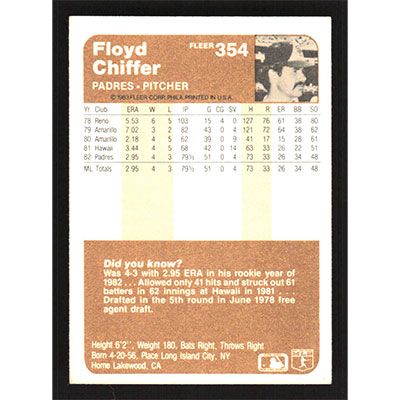 Floyd
Chiffer
FLEER 354
PADRES • PITCHER
© 1983 FLEER CORP. PHILA. PRINTED IN U.S.A.
Yr Club ERA W L IP G CG SV H R ER BB SO
78 Reno 5.53 6 5 103 15 4 0 127 76 61 38 80
79 Amarillo 7.02 3 2 82 43 0 4 124 72 64 40 62
80 Amarillo 2.18 4 4 62 39 0 9 41 17 15 28 61
81 Hawaii 3.44 4 5 68 42 0 14 63 33 26 22 51
82 Padres 2.95 4 3 79⅓ 51 0 4 73 33 26 34 48
ML Totals 2.95 4 3 79⅓ 51 0 4 73 33 26 34 48
Did you know?
Was 4-3 with 2.95 ERA in his rookie year of
1982 . . . Allowed only 41 hits and struck out 61
batters in 62 innings at Hawaii in 1981 . . .
Drafted in the 5th round in June 1978 free
agent draft.
Height 6'2", Weight 180, Bats Right, Throws Right
Born 4-20-56, Place Long Island City, NY
Home Lakewood, CA